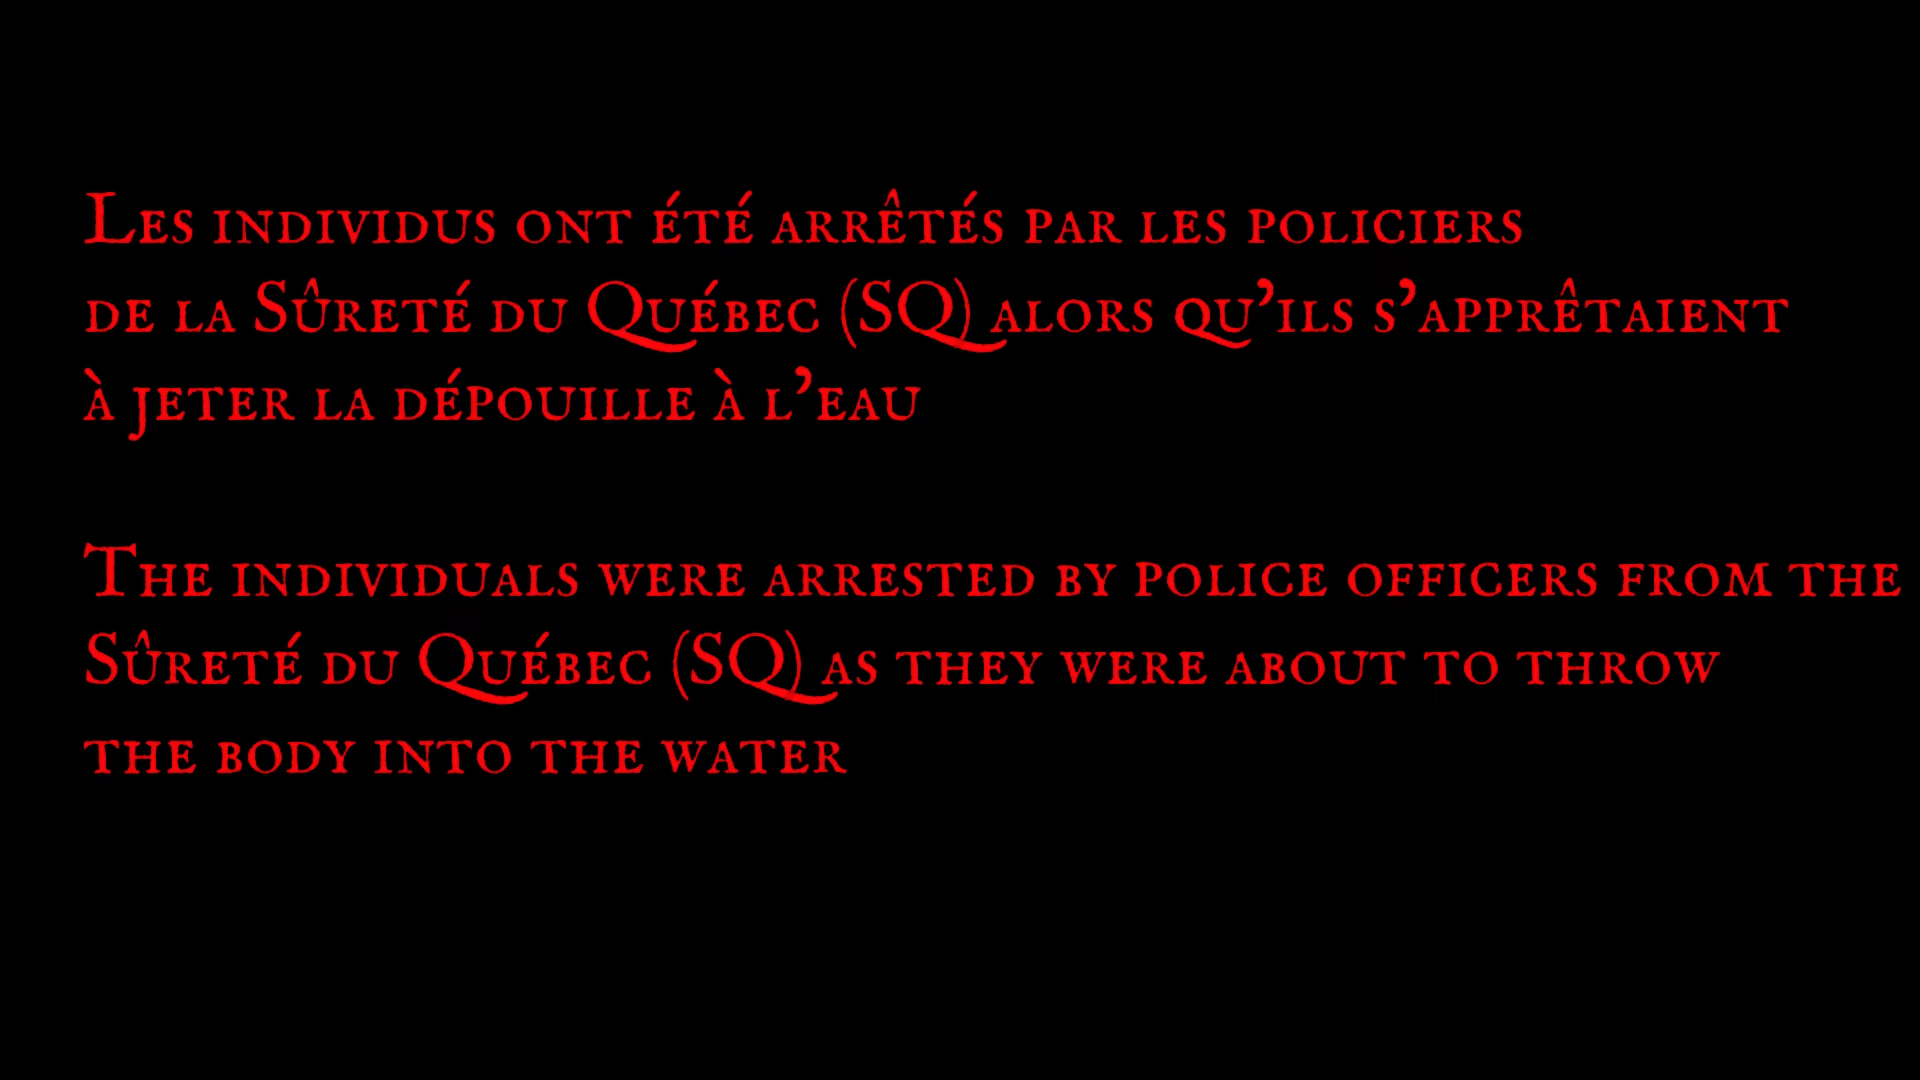 Les individus ont été arrêtés par les policiers
de la Sûreté du Québec (SQ) alors qu’ils s’apprêtaient
à jeter la dépouille à l’eau
The individuals were arrested by police officers from the
Sûreté du Québec (SQ) as they were about to throw
the body into the water